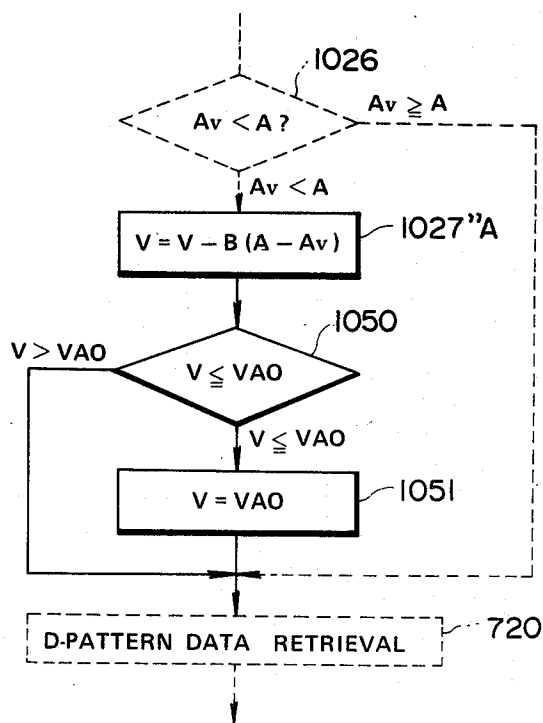 1026
Av ≧ A
Av < A ?
Av < A
V = V − B (A − Av)
1027"A
1050
V > VAO
V ≦ VAO
V ≦ VAO
V = VAO
1051
D-PATTERN DATA RETRIEVAL
720